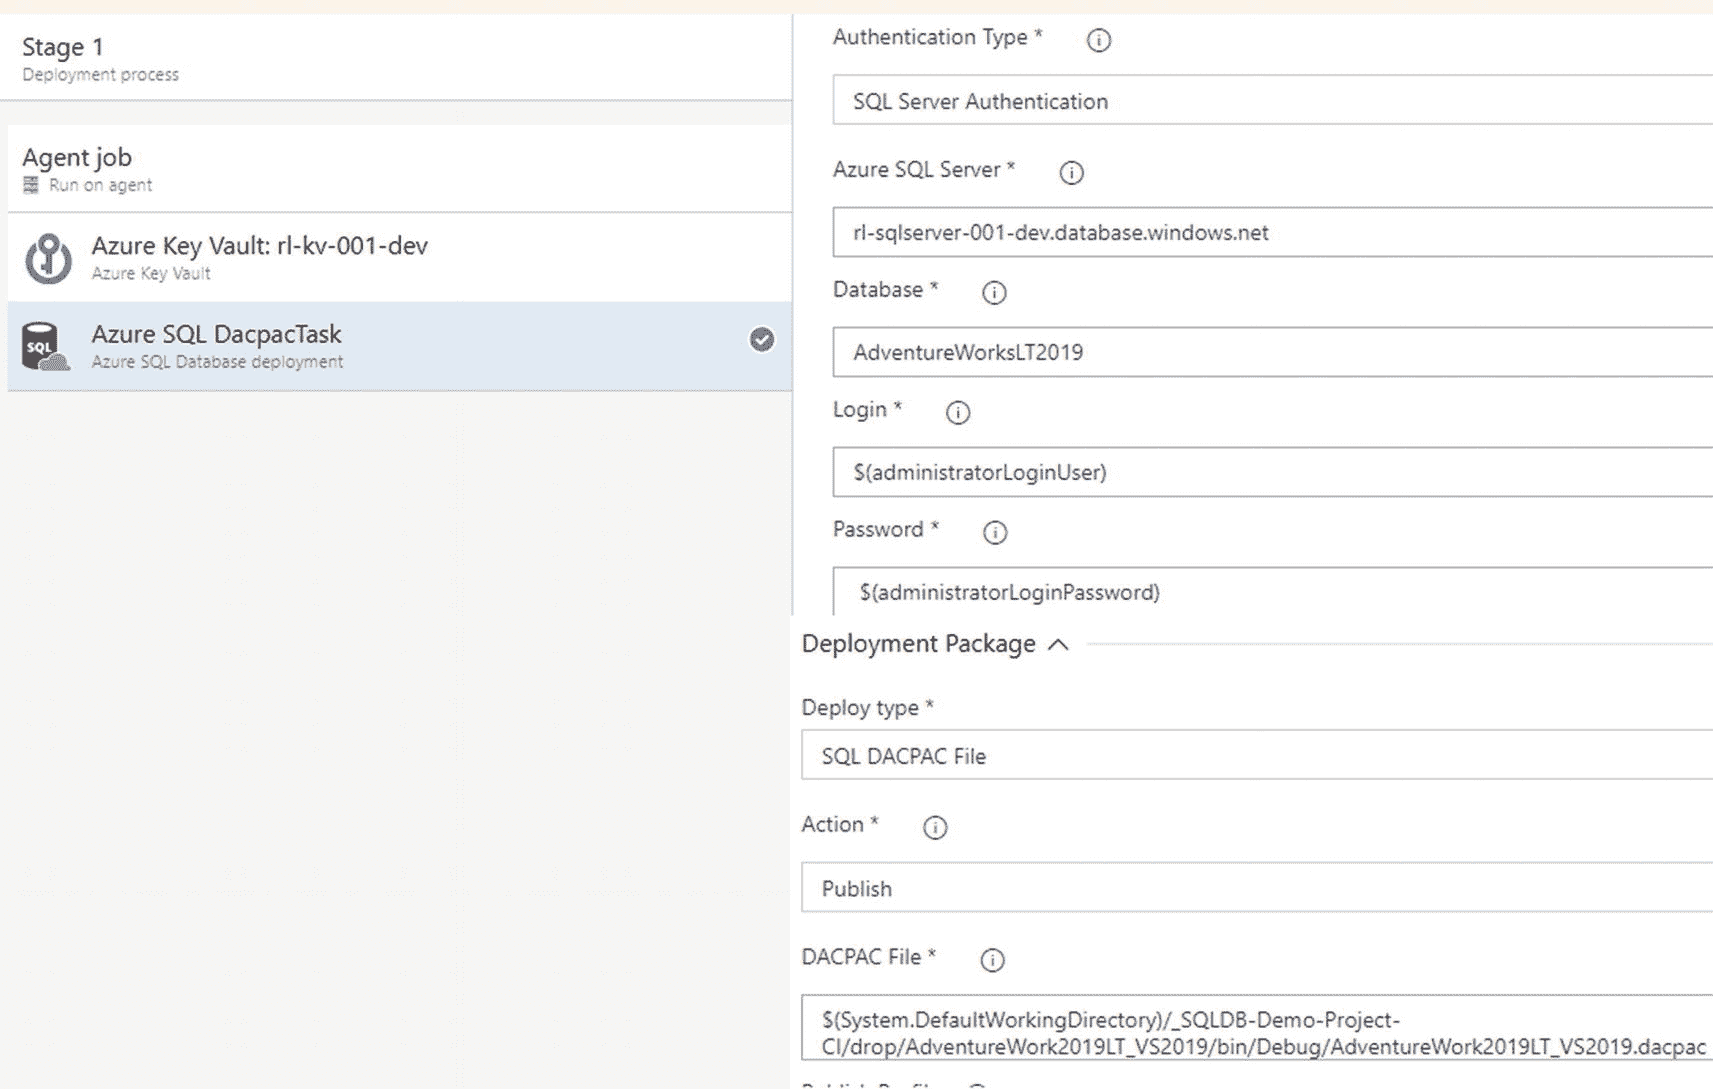 Stage 1
Deployment process
Agent job
Run on agent
Azure Key Vault: rl-kv-001-dev
Azure Key Vault
SQL
Azure SQL DacpacTask
Azure SQL Database deployment
Authentication Type *
SQL Server Authentication
Azure SQL Server *
rl-sqlserver-001-dev.database.windows.net
Database *
AdventureWorksLT2019
Login *
$(administratorLoginUser)
Password *
$(administratorLoginPassword)
Deployment Package
Deploy type *
SQL DACPAC File
Action *
Publish
DACPAC File *
$(System.DefaultWorkingDirectory)/_SQLDB-Demo-Project-
CI/drop/AdventureWork2019LT_VS2019/bin/Debug/AdventureWork2019LT_VS2019.dacpac